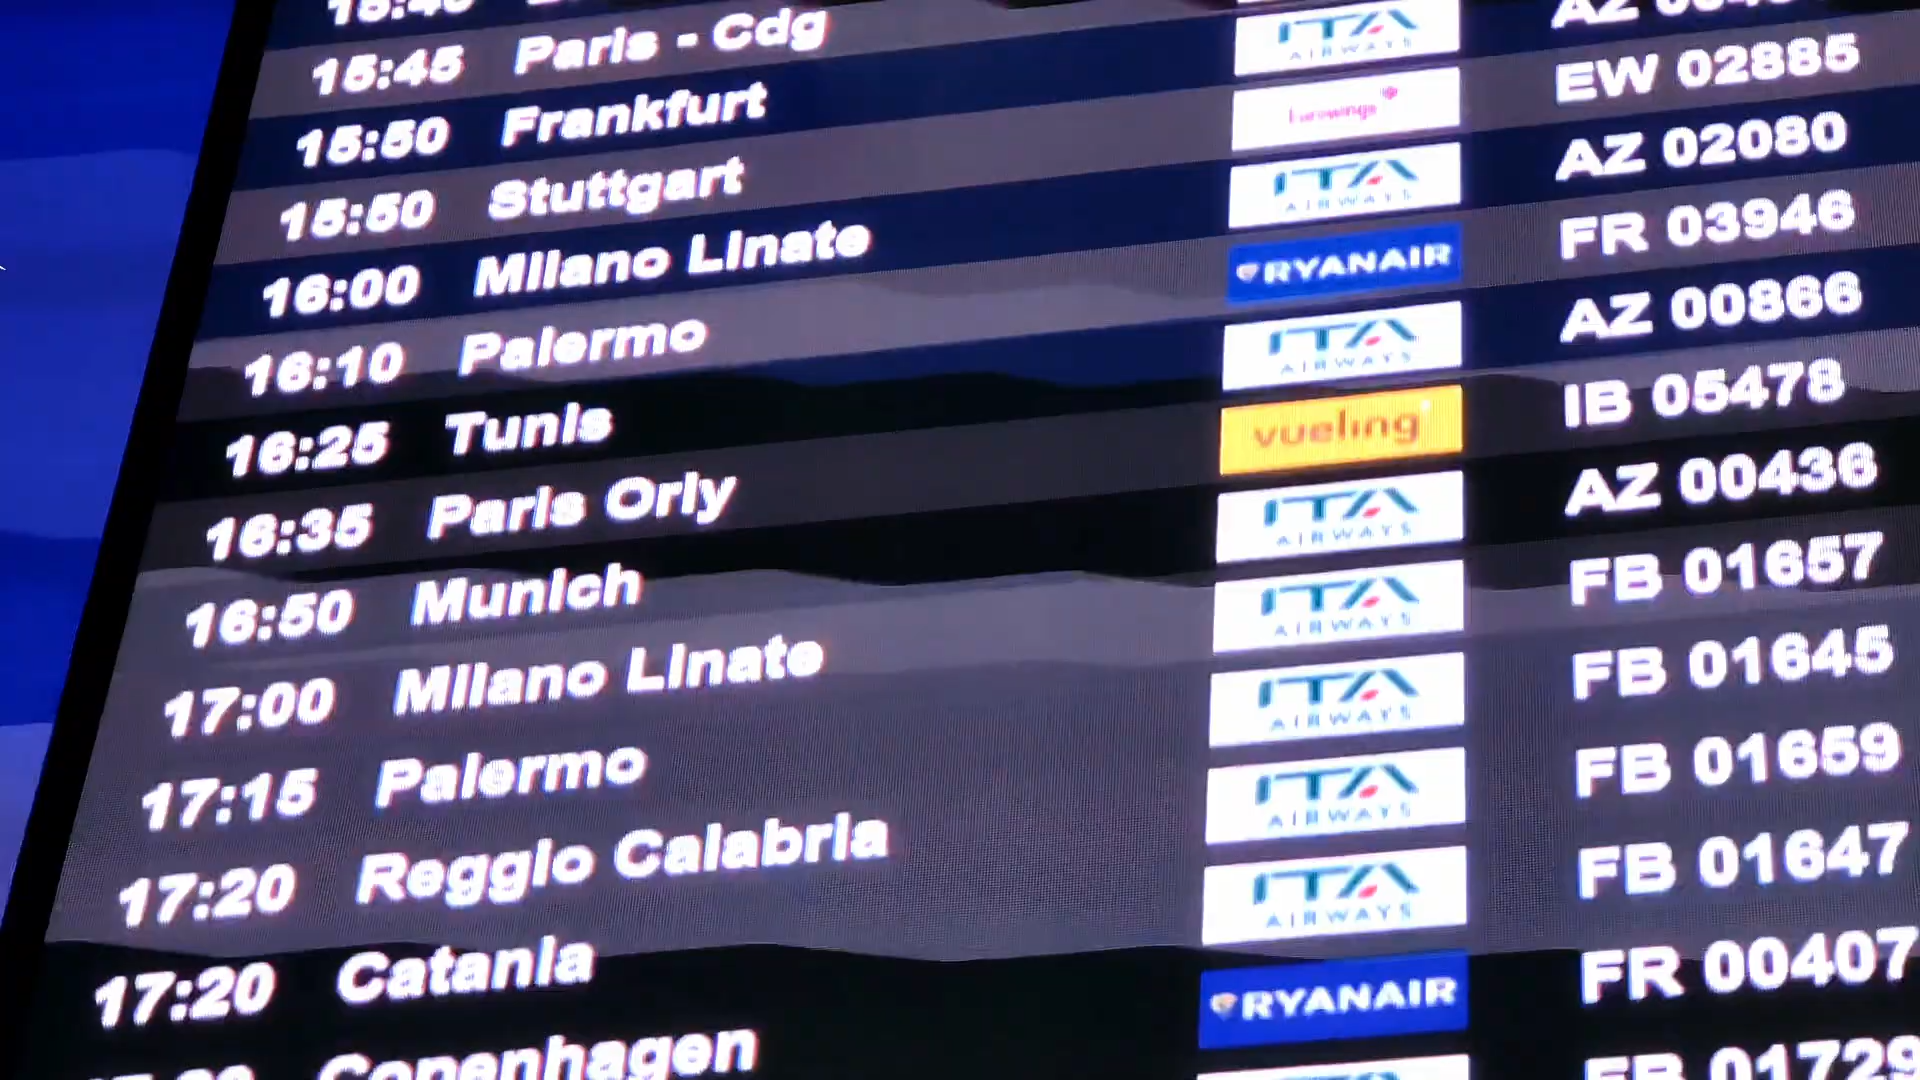 15:45 Paris - Cdg
15:50 Frankfurt ITA AIRWAYS AZ
15:50 Stuttgart eurowings EW 02885
16:00 Milano Linate ITA AIRWAYS AZ 02080
16:10 Palermo RYANAIR FR 03946
16:25 Tunis ITA AIRWAYS AZ 00866
16:35 Paris Orly vueling IB 05478
16:50 Munich ITA AIRWAYS AZ 00436
17:00 Milano Linate ITA AIRWAYS FB 01657
17:15 Palermo ITA AIRWAYS FB 01645
17:20 Reggio Calabria ITA AIRWAYS FB 01659
17:20 Catania ITA AIRWAYS FB 01647
Copenhagen RYANAIR FR 00407
FB 01729